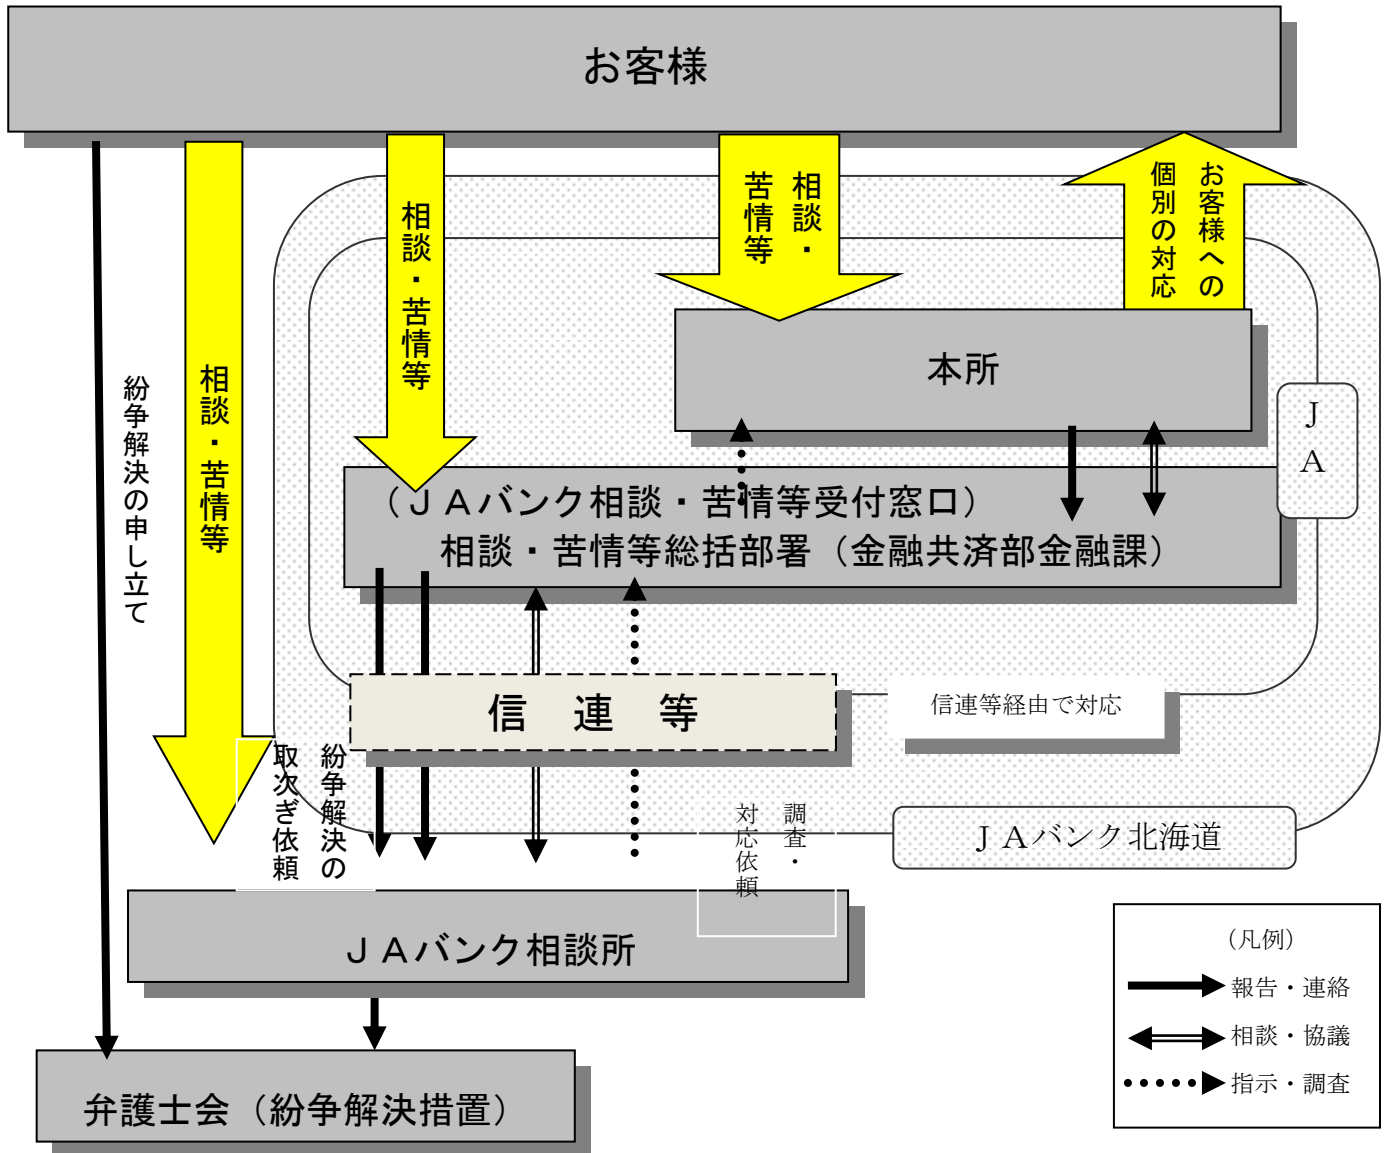 お客様
相談・苦情等
相談・
苦情等
お客様への
個別の対応
相談・苦情等
紛争解決の申し立て
本所
ＪＡ
（ＪＡバンク相談・苦情等受付窓口）
相談・苦情等総括部署（金融共済部金融課）
信連等
信連等経由で対応
紛争解決の
取次ぎ依頼
調査・
対応依頼
ＪＡバンク北海道
ＪＡバンク相談所
弁護士会（紛争解決措置）
（凡例）
報告・連絡
相談・協議
指示・調査